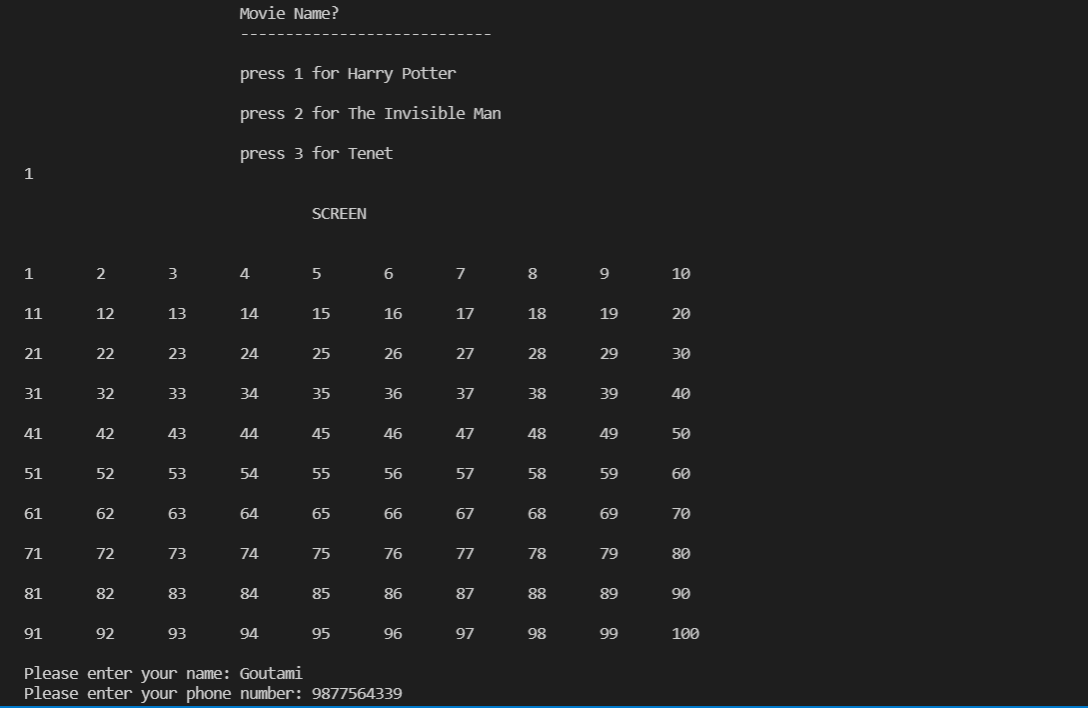 Movie Name?
----------------------------
press 1 for Harry Potter
press 2 for The Invisible Man
press 3 for Tenet
1
SCREEN
1 2 3 4 5 6 7 8 9 10
11 12 13 14 15 16 17 18 19 20
21 22 23 24 25 26 27 28 29 30
31 32 33 34 35 36 37 38 39 40
41 42 43 44 45 46 47 48 49 50
51 52 53 54 55 56 57 58 59 60
61 62 63 64 65 66 67 68 69 70
71 72 73 74 75 76 77 78 79 80
81 82 83 84 85 86 87 88 89 90
91 92 93 94 95 96 97 98 99 100
Please enter your name: Goutami
Please enter your phone number: 9877564339